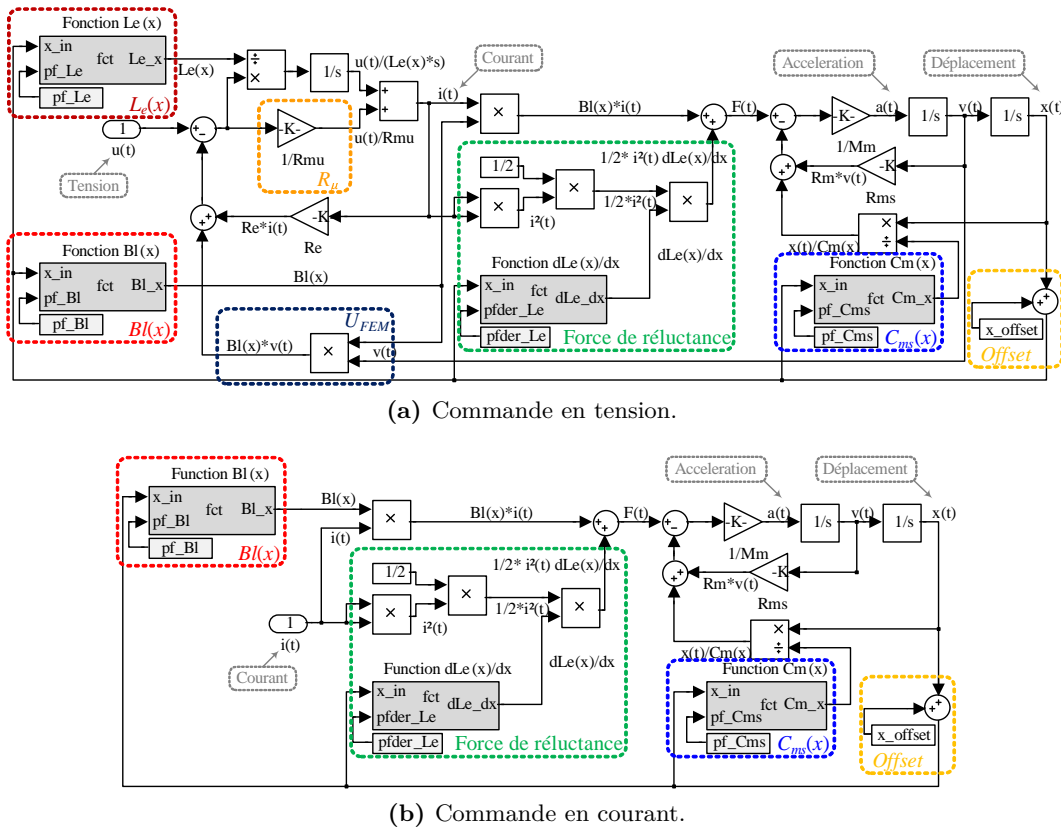 Fonction Le(x)
x_in
fct
Le_x
pf_Le
pf_Le
Le(x)
L_e(x)
÷
×
1/s
u(t)/(Le(x)*s)
+
+
Courant
i(t)
1
u(t)
Tension
+
-
-K-
1/Rmu
u(t)/Rmu
R_μ
×
Bl(x)*i(t)
+
+
F(t)
+
-
-K-
1/Mm
Acceleration
a(t)
1/s
v(t)
Déplacement
1/s
x(t)
1/2* i²(t) dLe(x)/dx
1/2
×
×
i²(t)
1/2*i²(t)
×
dLe(x)/dx
+
+
Rm*v(t)
-K
Rms
+
+
Re*i(t)
-K
Re
×
÷
x(t)/Cm(x)
Fonction Bl(x)
x_in
fct
Bl_x
pf_Bl
pf_Bl
Bl(x)
Bl(x)
Fonction dLe(x)/dx
x_in
fct
dLe_dx
pfder_Le
pfder_Le
Force de réluctance
Fonction Cm(x)
x_in
fct
Cm_x
pf_Cms
pf_Cms
C_ms(x)
+
+
x_offset
Offset
U_FEM
Bl(x)*v(t)
×
v(t)
(a) Commande en tension.
Function Bl(x)
x_in
fct
Bl_x
pf_Bl
pf_Bl
Bl(x)
Bl(x)
i(t)
×
Bl(x)*i(t)
+
+
F(t)
+
-
-K-
1/Mm
Acceleration
a(t)
1/s
v(t)
Déplacement
1/s
x(t)
1/2* i²(t) dLe(x)/dx
1/2
×
×
i²(t)
1/2*i²(t)
×
dLe(x)/dx
+
+
Rm*v(t)
-K
Rms
1
i(t)
Courant
×
÷
x(t)/Cm(x)
Function dLe(x)/dx
x_in
fct
dLe_dx
pfder_Le
pfder_Le
Force de réluctance
Function Cm(x)
x_in
fct
Cm_x
pf_Cms
pf_Cms
C_ms(x)
+
+
x_offset
Offset
(b) Commande en courant.